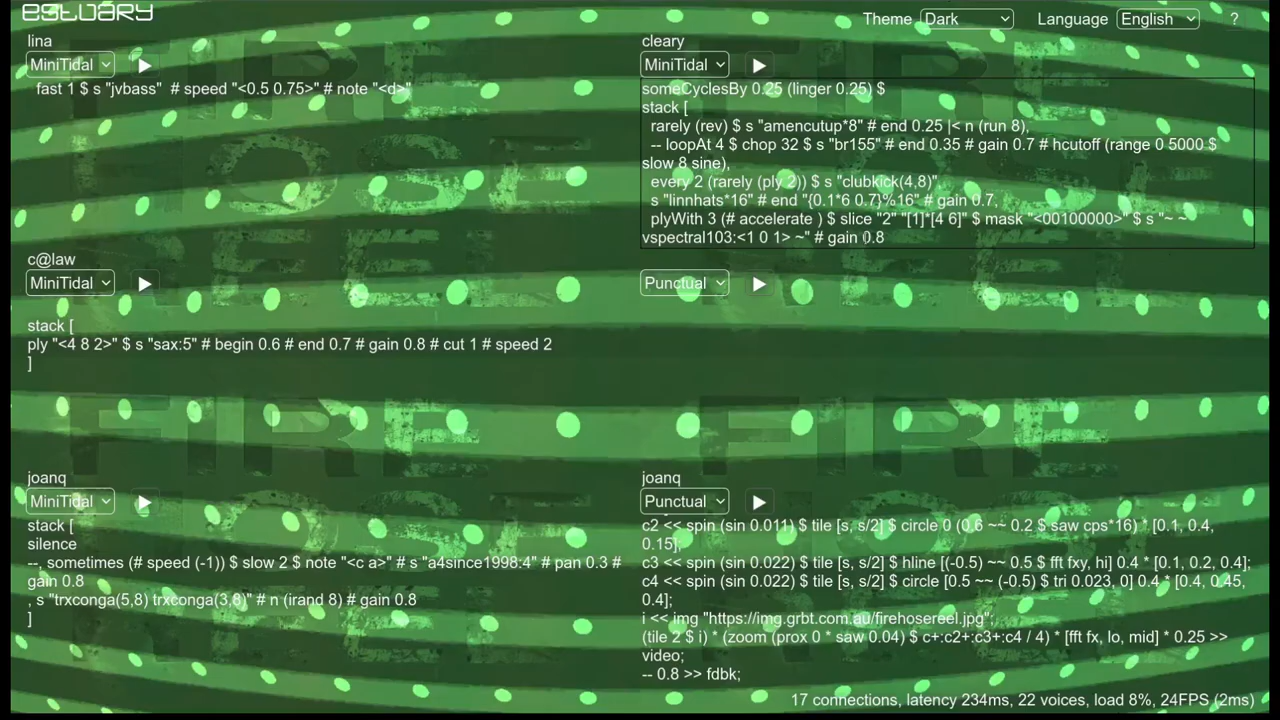 estuary
Theme Dark Language English ?
lina
MiniTidal
fast 1 $ s "jvbass" # speed "<0.5 0.75>" # note "<d>"
cleary
MiniTidal
someCyclesBy 0.25 (linger 0.25) $
stack [
rarely (rev) $ s "amencutup*8" # end 0.25 |< n (run 8),
-- loopAt 4 $ chop 32 $ s "br155" # end 0.35 # gain 0.7 # hcutoff (range 0 5000 $
slow 8 sine),
every 2 (rarely (ply 2)) $ s "clubkick(4,8)",
s "linnhats*16" # end "{0.1*6 0.7}%16" # gain 0.7,
plyWith 3 (# accelerate ) $ slice "2" "[1]*[4 6]" $ mask "<00100000>" $ s "~ ~
vspectral103:<1 0 1> ~" # gain 0.8
c@law
MiniTidal
stack [
ply "<4 8 2>" $ s "sax:5" # begin 0.6 # end 0.7 # gain 0.8 # cut 1 # speed 2
]
Punctual
joanq
MiniTidal
stack [
silence
--, sometimes (# speed (-1)) $ slow 2 $ note "<c a>" # s "a4since1998:4" # pan 0.3 #
gain 0.8
, s "trxconga(5,8) trxconga(3,8)" # n (irand 8) # gain 0.8
]
joanq
Punctual
c2 << spin (sin 0.011) $ tile [s, s/2] $ circle 0 (0.6 ~~ 0.2 $ saw cps*16) * [0.1, 0.4,
0.15];
c3 << spin (sin 0.022) $ tile [s, s/2] $ hline [(-0.5) ~~ 0.5 $ fft fxy, hi] 0.4 * [0.1, 0.2, 0.4];
c4 << spin (sin 0.022) $ tile [s, s/2] $ circle [0.5 ~~ (-0.5) $ tri 0.023, 0] 0.4 * [0.4, 0.45,
0.4];
i << img "https://img.grbt.com.au/firehosereel.jpg";
(tile 2 $ i) * (zoom (prox 0 * saw 0.04) $ c+:c2+:c3+:c4 / 4) * [fft fx, lo, mid] * 0.25 >>
video;
-- 0.8 >> fdbk;
17 connections, latency 234ms, 22 voices, load 8%, 24FPS (2ms)
FIRE
HOSE
REEL
FIRE
HOSE
REEL
FIRE
HOSE
REEL
FIRE
HOSE
REEL